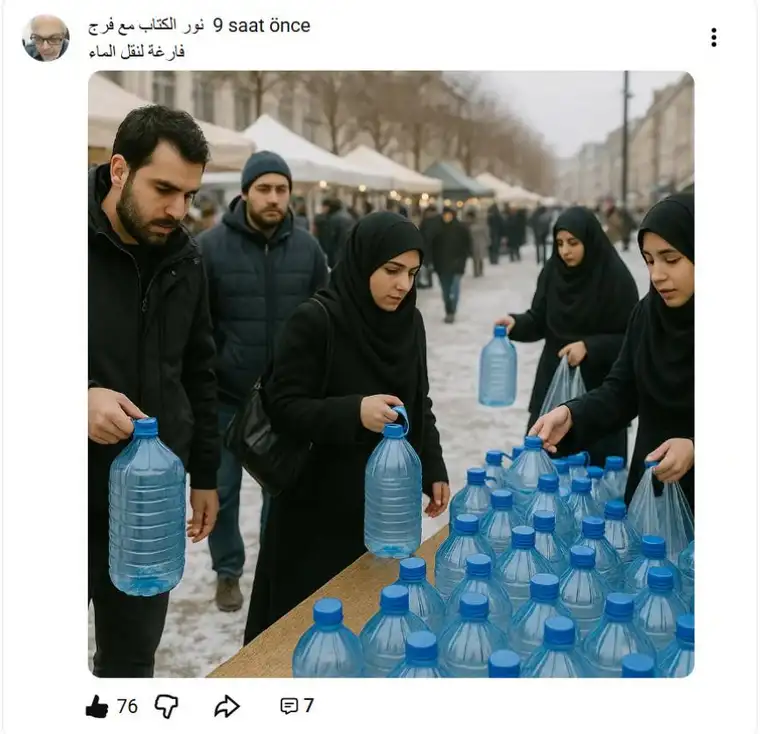 نور الكتاب مع فرج 9 saat önce
فارغة لنقل الماء
76 7